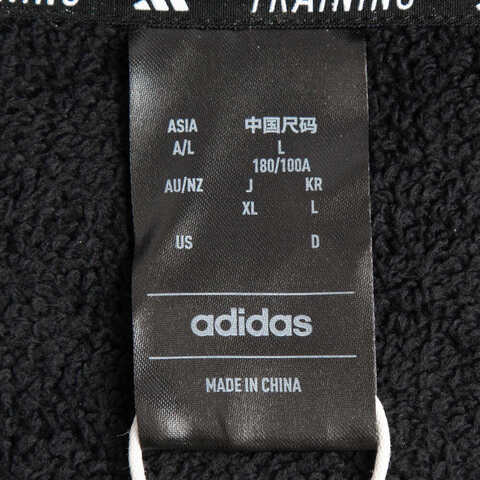 TRAINING
ASIA 中国尺码
A/L L
180/100A
AU/NZ J KR
XL L
US D
adidas
MADE IN CHINA